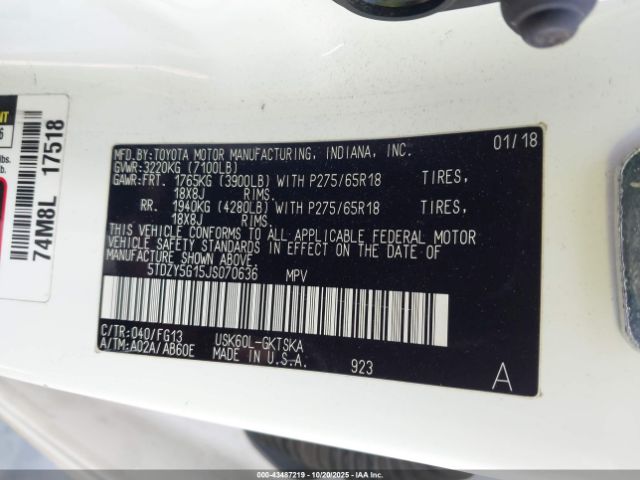 MFD.BY:TOYOTA MOTOR MANUFACTURING, INDIANA, INC. 01/18
GVWR:3220KG (7100LB)
GAWR:FRT. 1765KG (3900LB) WITH P275/65R18 TIRES,
18X8J RIMS.
RR. 1940KG (4280LB) WITH P275/65R18 TIRES,
18X8J RIMS
THIS VEHICLE CONFORMS TO ALL APPLICABLE FEDERAL MOTOR
VEHICLE SAFETY STANDARDS IN EFFECT ON THE DATE OF
MANUFACTURE SHOWN ABOVE.
5TDZY5G15JS070636 MPV
C/TR:040/FG13 USK60L-GKTSKA
A/TM:A02A/AB60E MADE IN U.S.A.
923
A
74M8L 17518
lbs.
000-43487219 - 10/20/2025 - IAAI CORP